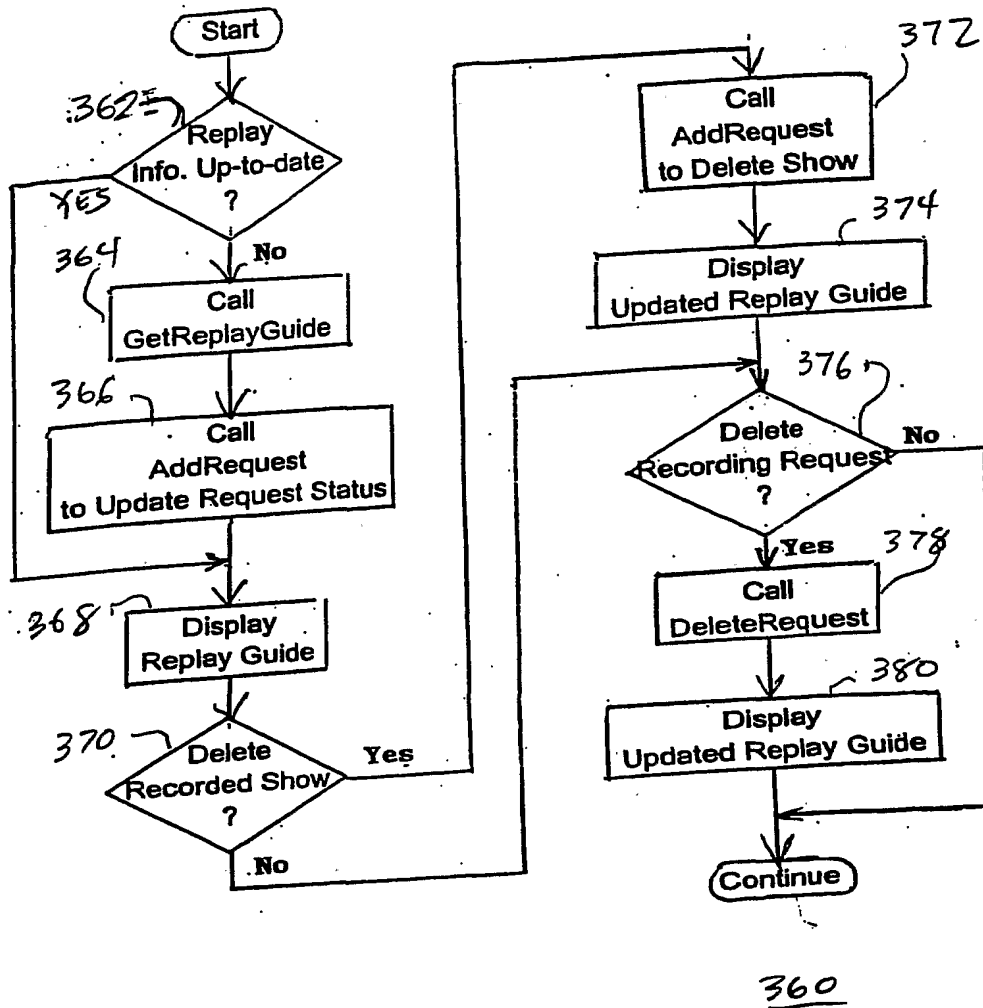 Start
362
Replay
Info. Up-to-date
?
YES
No
364
Call
GetReplayGuide
366
Call
AddRequest
to Update Request Status
368
Display
Replay Guide
370
Delete
Recorded Show
?
Yes
No
372
Call
AddRequest
to Delete Show
374
Display
Updated Replay Guide
376
Delete
Recording Request
?
No
Yes
378
Call
DeleteRequest
380
Display
Updated Replay Guide
Continue
360